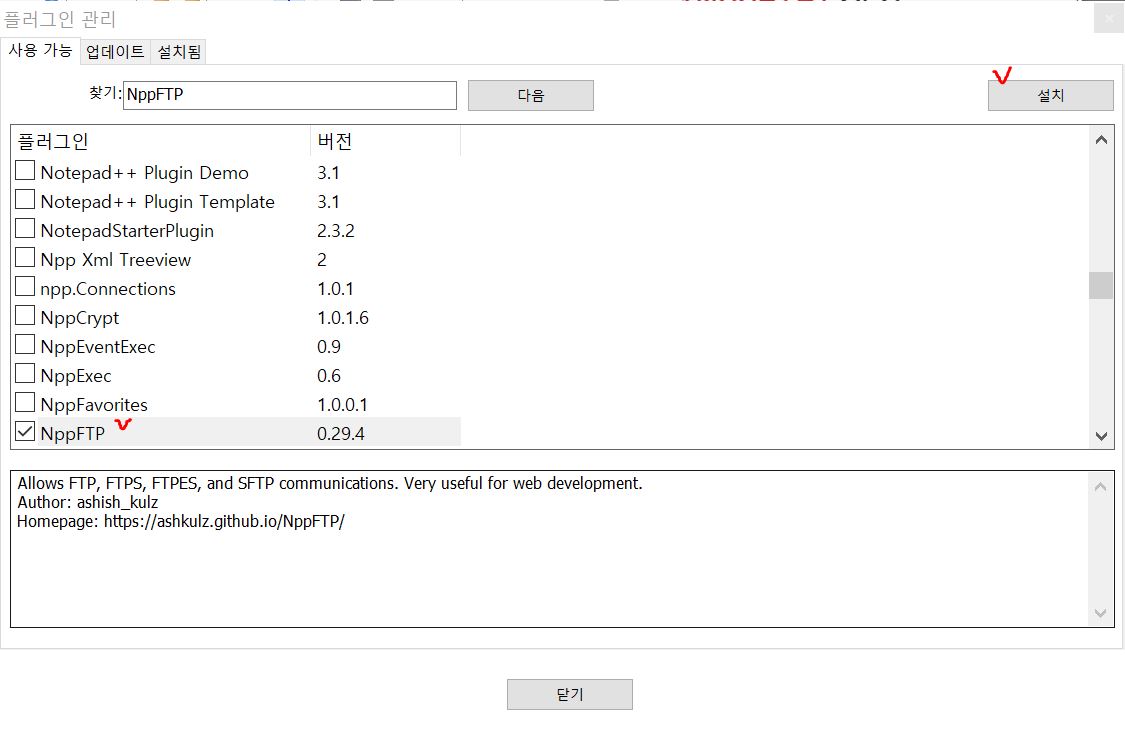 플러그인 관리
사용 가능 업데이트 설치됨
찾기: NppFTP 다음 설치
플러그인 버전
Notepad++ Plugin Demo 3.1
Notepad++ Plugin Template 3.1
NotepadStarterPlugin 2.3.2
Npp Xml Treeview 2
npp.Connections 1.0.1
NppCrypt 1.0.1.6
NppEventExec 0.9
NppExec 0.6
NppFavorites 1.0.0.1
NppFTP 0.29.4
Allows FTP, FTPS, FTPES, and SFTP communications. Very useful for web development.
Author: ashish_kulz
Homepage: https://ashkulz.github.io/NppFTP/
닫기